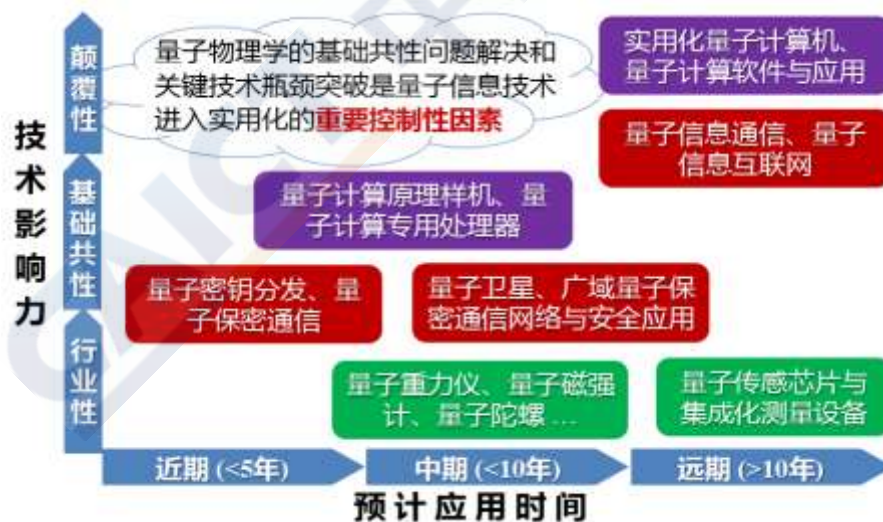 技术影响力
颠覆性
基础共性
行业性
量子物理学的基础共性问题解决和
关键技术瓶颈突破是量子信息技术
进入实用化的重要控制性因素
实用化量子计算机、
量子计算软件与应用
量子信息通信、量子
信息互联网
量子计算原理样机、量
子计算专用处理器
量子密钥分发、量
子保密通信
量子卫星、广域量子保
密通信网络与安全应用
量子重力仪、量子磁强
计、量子陀螺 ...
量子传感芯片与
集成化测量设备
近期 (<5年)
中期 (<10年)
远期 (>10年)
预计应用时间
CAICT